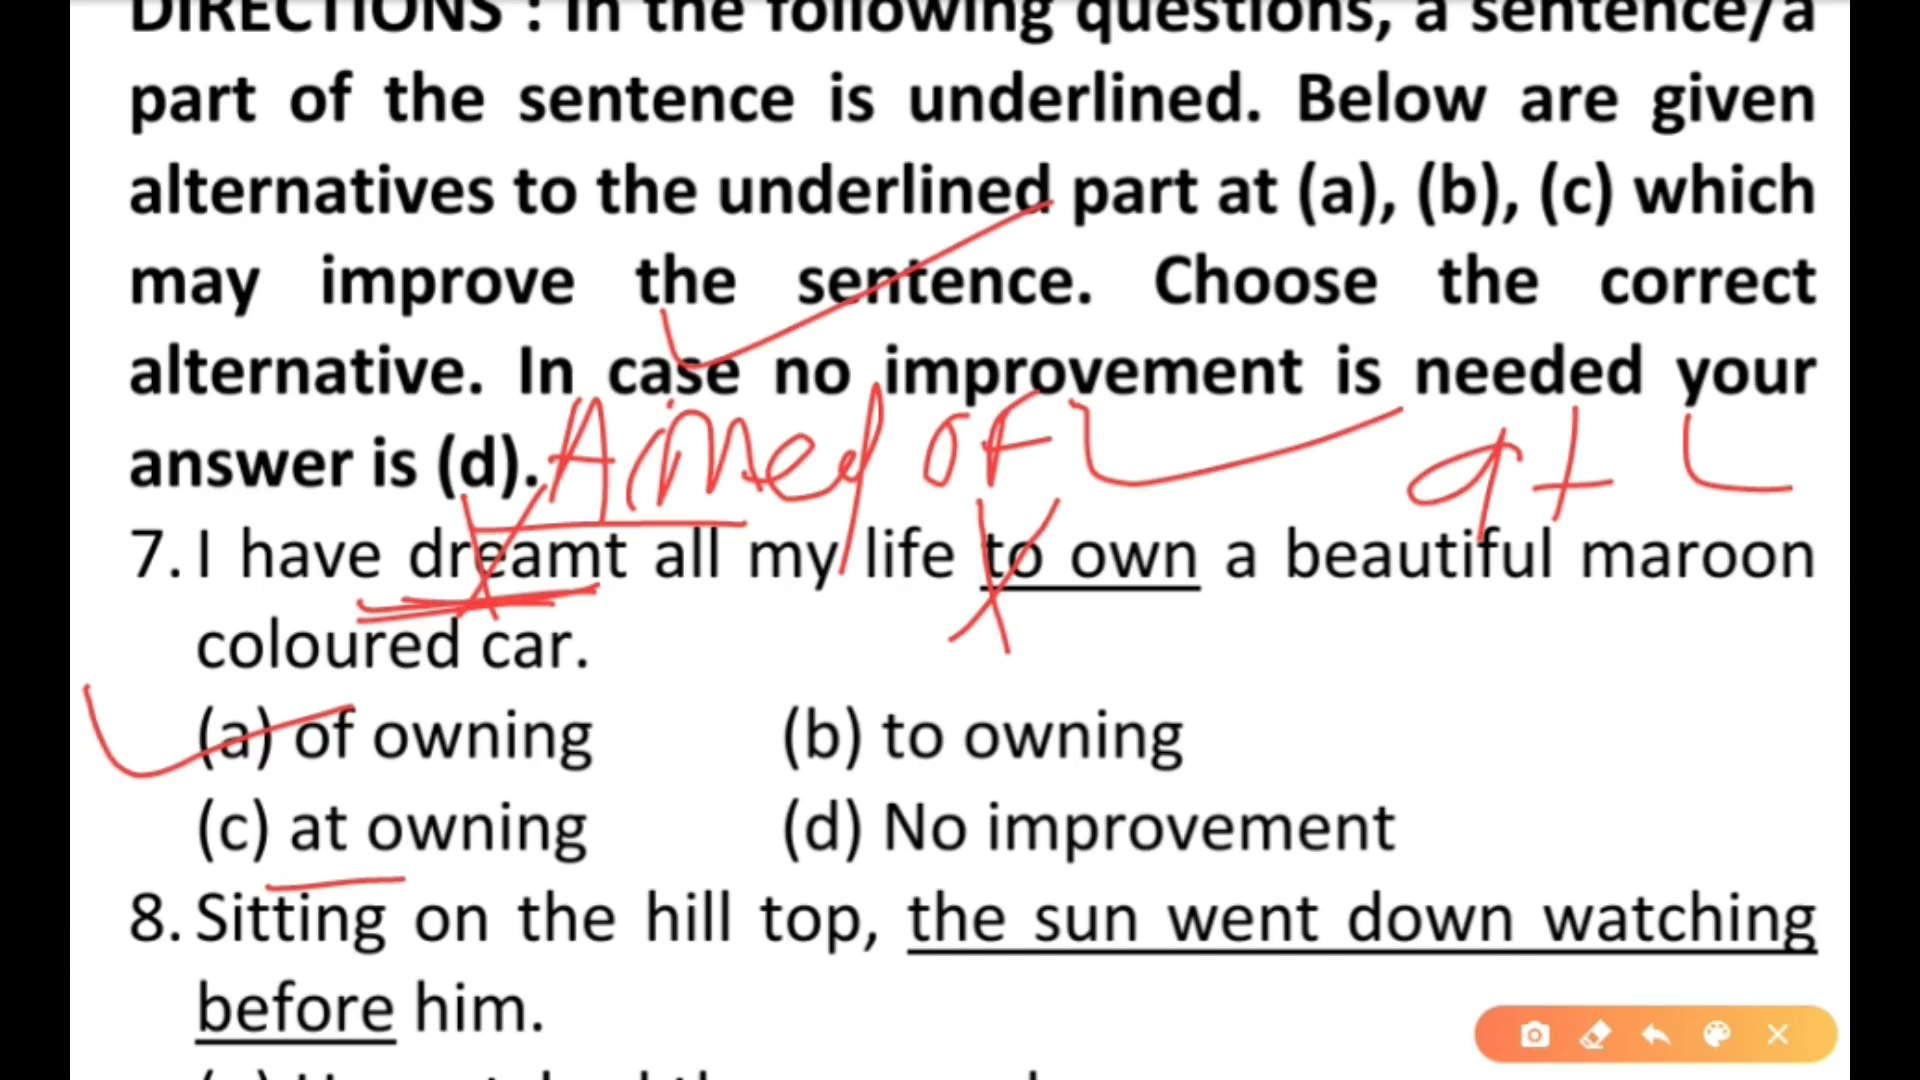 DIRECTIONS : In the following questions, a sentence/a
part of the sentence is underlined. Below are given
alternatives to the underlined part at (a), (b), (c) which
may improve the sentence. Choose the correct
alternative. In case no improvement is needed your
answer is (d). Aimed of at
7. I have dreamt all my life to own a beautiful maroon
coloured car.
(a) of owning (b) to owning
(c) at owning (d) No improvement
8. Sitting on the hill top, the sun went down watching
before him.